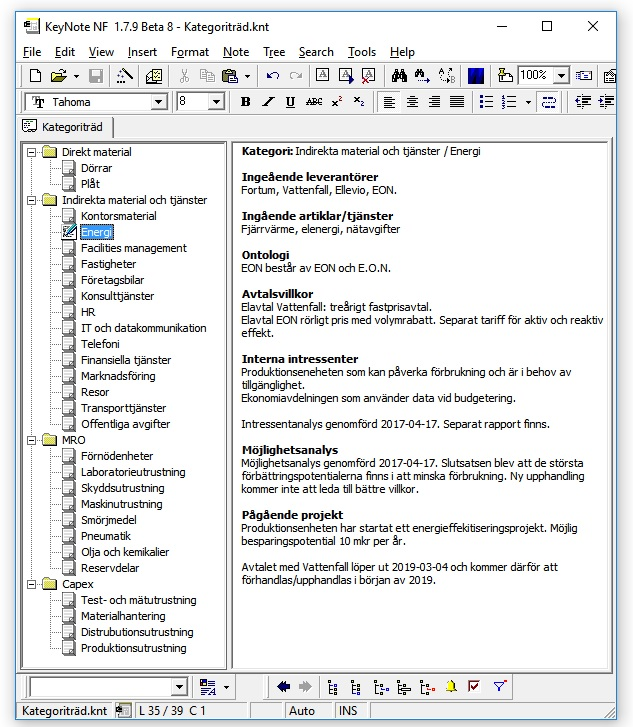 KeyNote NF 1.7.9 Beta 8 - Kategoriträd.knt
File Edit View Insert Format Note Tree Search Tools Help
100%
Tahoma 8 B I U ABC x² x₂
Kategoriträd
Direkt material
Dörrar
Plåt
Indirekta material och tjänster
Kontorsmaterial
Energi
Facilities management
Fastigheter
Företagsbilar
Konsulttjänster
HR
IT och datakommunikation
Telefoni
Finansiella tjänster
Marknadsföring
Resor
Transporttjänster
Offentliga avgifter
MRO
Förnödenheter
Laboratorieutrustning
Skyddsutrustning
Maskinutrustning
Smörjmedel
Pneumatik
Olja och kemikalier
Reservdelar
Capex
Test- och mätutrustning
Materialhantering
Distrubutionsutrustning
Produktionsutrustning
Kategori: Indirekta material och tjänster / Energi
Ingeående leverantörer
Fortum, Vattenfall, Ellevio, EON.
Ingående artiklar/tjänster
Fjärrvärme, elenergi, nätavgifter
Ontologi
EON består av EON och E.O.N.
Avtalsvillkor
Elavtal Vattenfall: treårigt fastprisavtal.
Elavtal EON rörligt pris med volymrabatt. Separat tariff för aktiv och reaktiv
effekt.
Interna intressenter
Produktionseneheten som kan påverka förbrukning och är i behov av
tillgänglighet.
Ekonomiavdelningen som använder data vid budgetering.
Intressentanalys genomförd 2017-04-17. Separat rapport finns.
Möjlighetsanalys
Möjlighetsanalys genomförd 2017-04-17. Slutsatsen blev att de största
förbättringspotentialerna finns i att minska förbrukning. Ny upphandling
kommer inte att leda till bättre villkor.
Pågående projekt
Produktionsenheten har startat ett energieffekitiseringsprojekt. Möjlig
besparingspotential 10 mkr per år.
Avtalet med Vattenfall löper ut 2019-03-04 och kommer därför att
förhandlas/upphandlas i början av 2019.
Kategoriträd.knt L 35 / 39 C 1 Auto INS